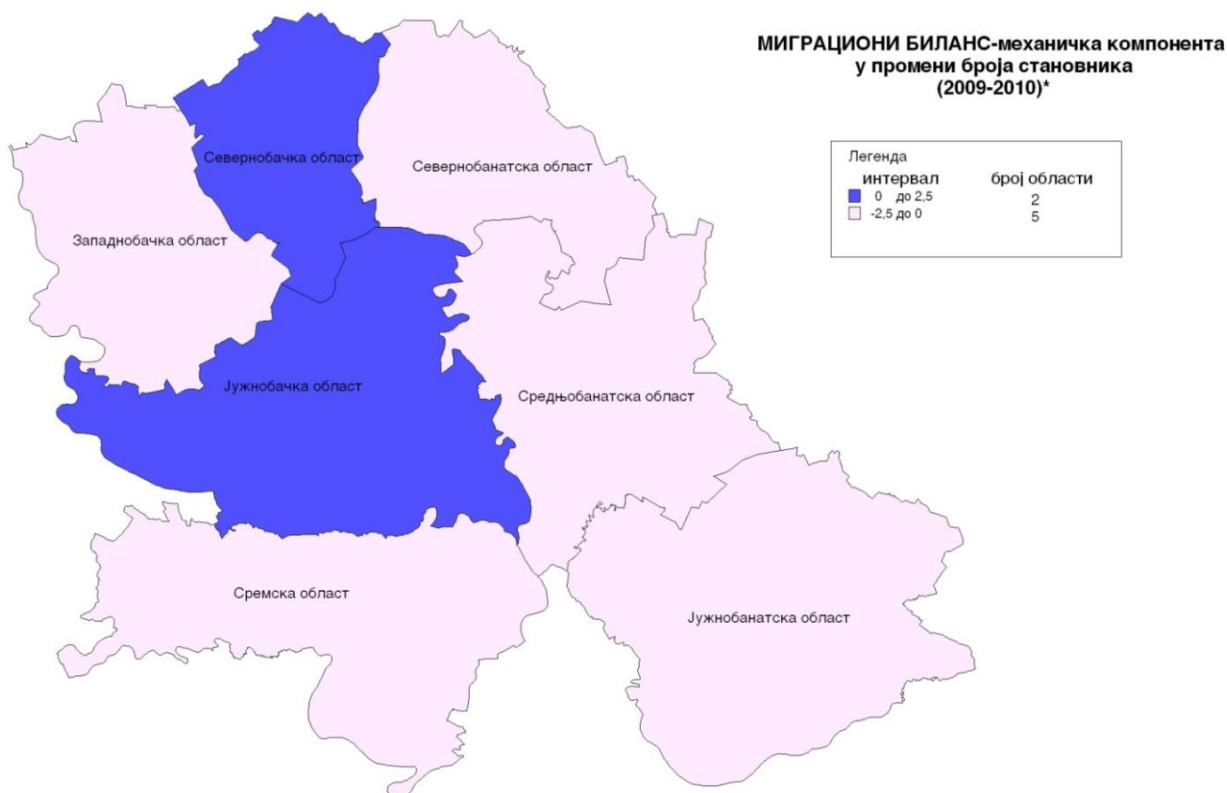 МИГРАЦИОНИ БИЛАНС-механичка компонента
у промени броја становника
(2009-2010)*
Легенда
интервал број области
0 до 2,5 2
-2,5 до 0 5
Севернобачка област
Севернобанатска област
Западнобачка област
Јужнобачка област
Средњобанатска област
Сремска област
Јужнобанатска област